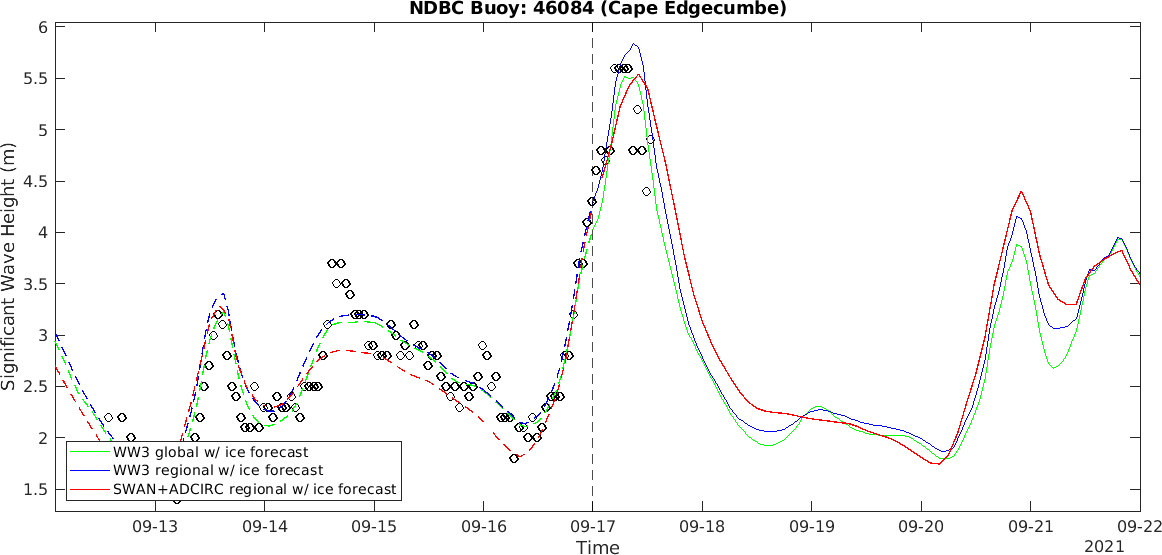 NDBC Buoy: 46084 (Cape Edgecumbe)
Significant Wave Height (m)
6
5.5
5
4.5
4
3.5
3
2.5
2
1.5
WW3 global w/ ice forecast
WW3 regional w/ ice forecast
SWAN+ADCIRC regional w/ ice forecast
09-13 09-14 09-15 09-16 09-17 09-18 09-19 09-20 09-21 09-22
Time
2021